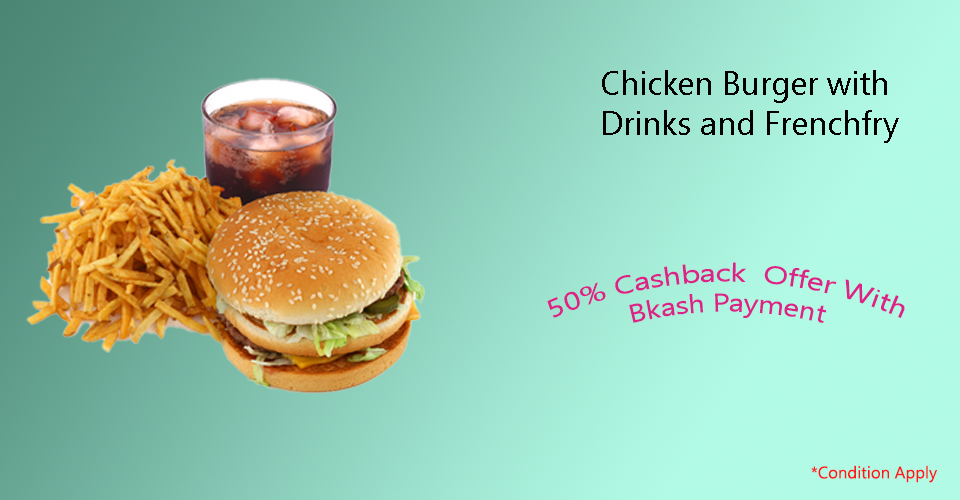 Chicken Burger with
Drinks and Frenchfry
50% Cashback Offer With
Bkash Payment
*Condition Apply